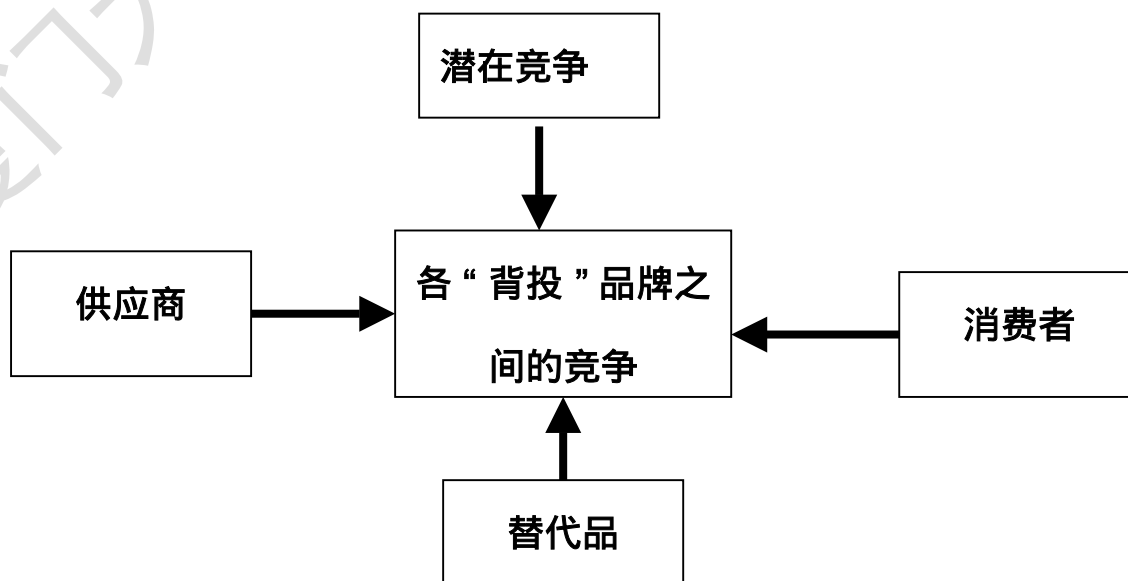 潜在竞争
供应商
各“背投”品牌之
间的竞争
消费者
替代品